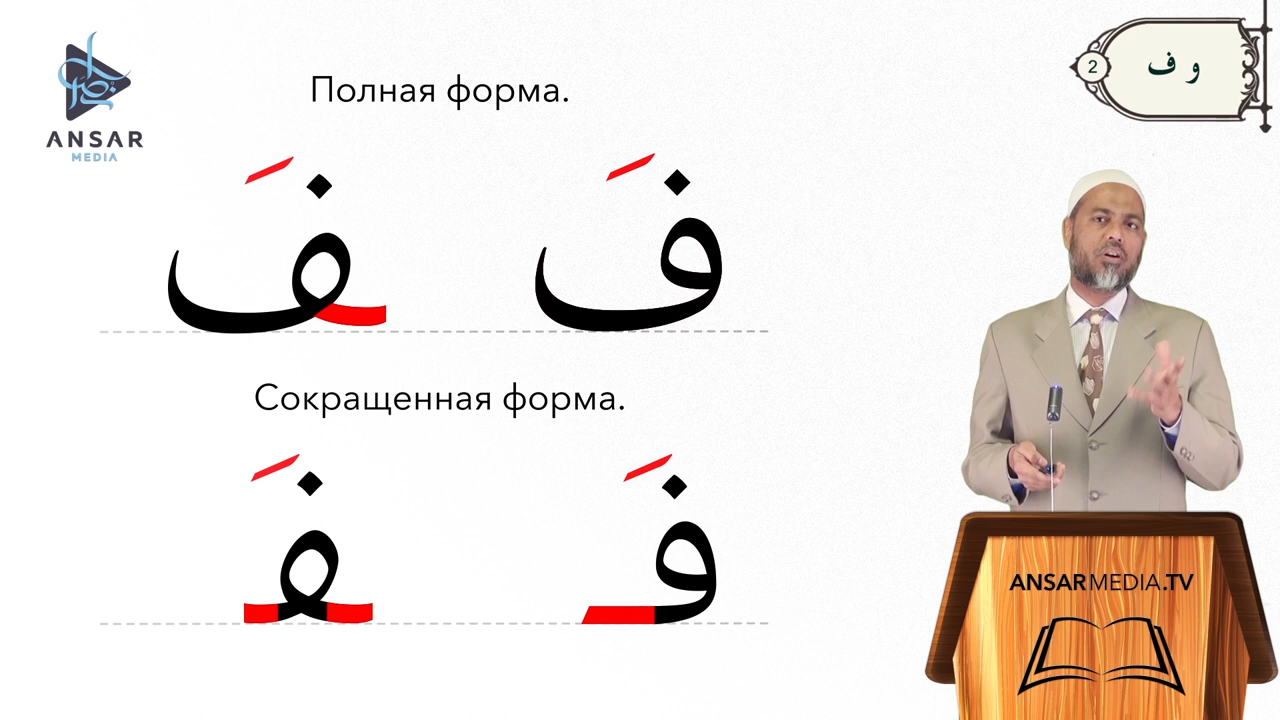 ANSAR
MEDIA
2
و ف
Полная форма.
فَ ـفَ
Сокращенная форма.
فَـ ـفَـ
ANSARMEDIA.TV